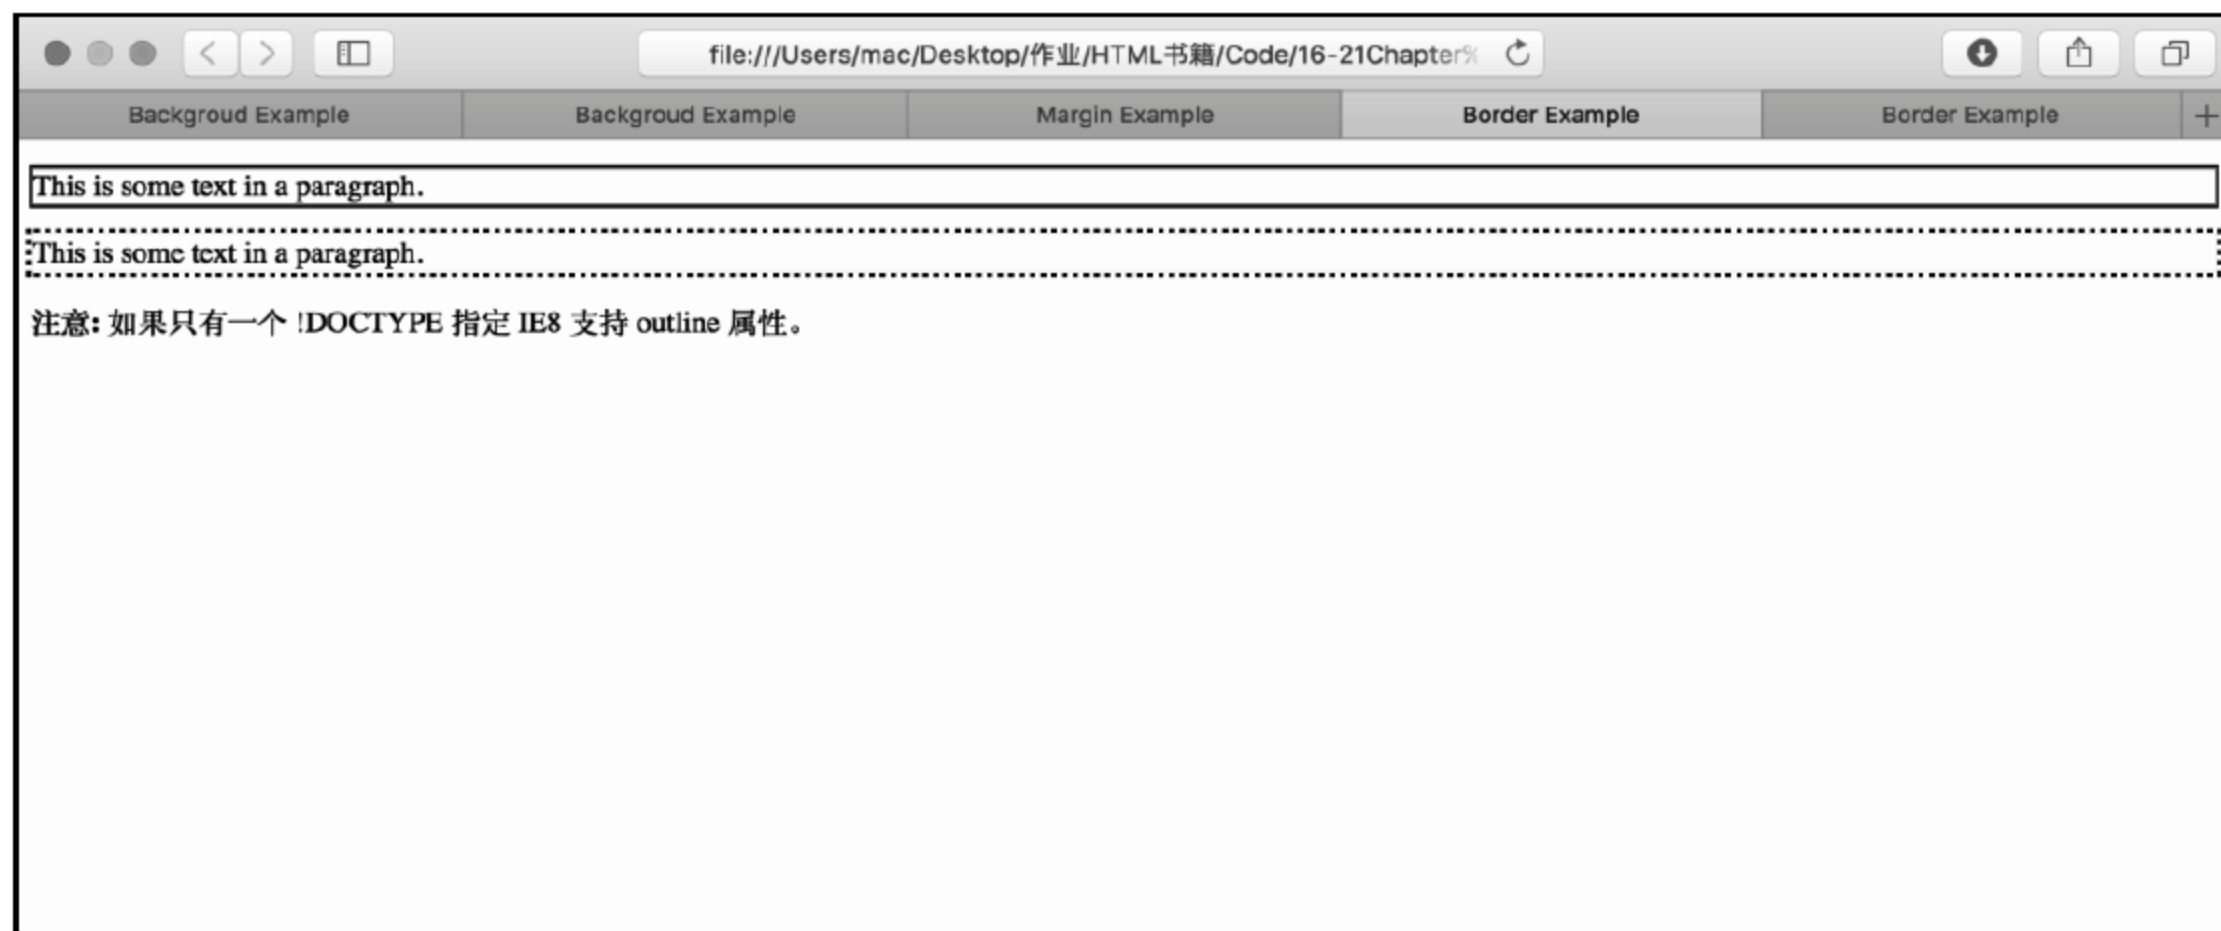 file:///Users/mac/Desktop/作业/HTML书籍/Code/16-21Chapter%
Backgroud Example
Backgroud Example
Margin Example
Border Example
Border Example
This is some text in a paragraph.
This is some text in a paragraph.
注意: 如果只有一个 !DOCTYPE 指定 IE8 支持 outline 属性。